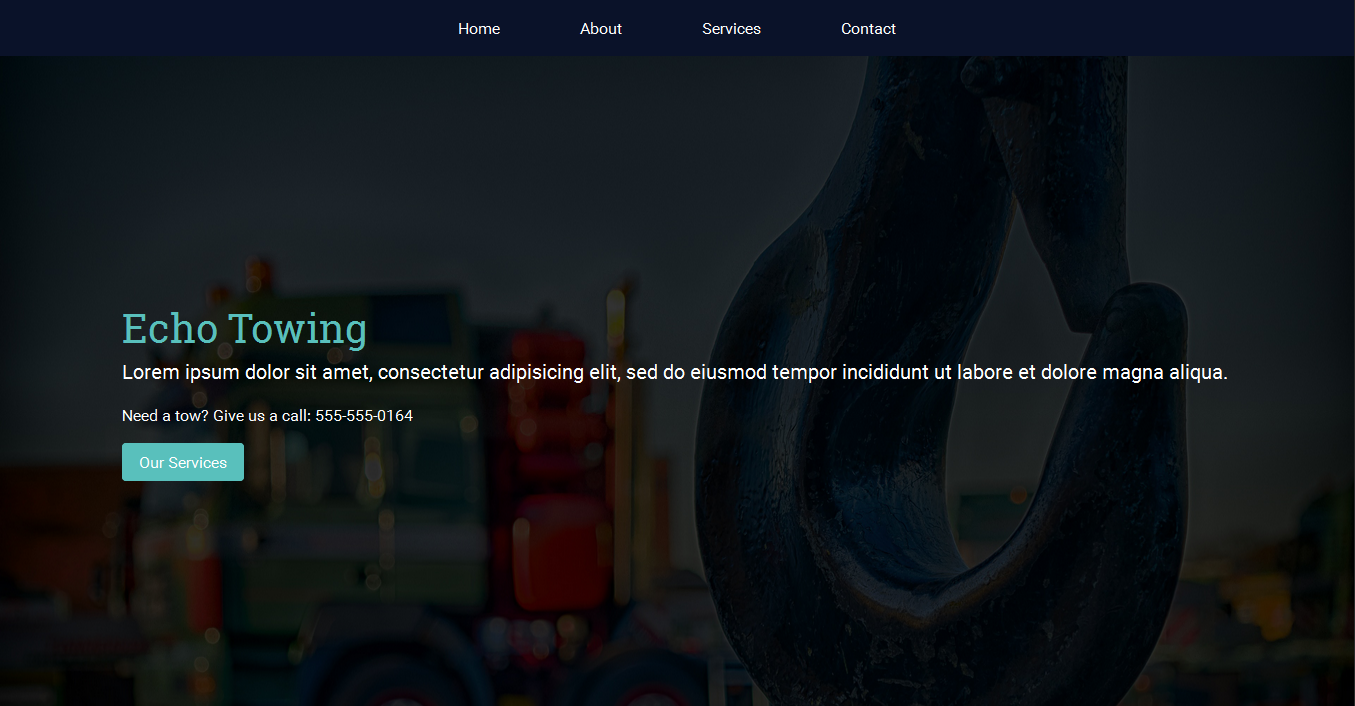 Home About Services Contact
Echo Towing
Lorem ipsum dolor sit amet, consectetur adipisicing elit, sed do eiusmod tempor incididunt ut labore et dolore magna aliqua.
Need a tow? Give us a call: 555-555-0164
Our Services